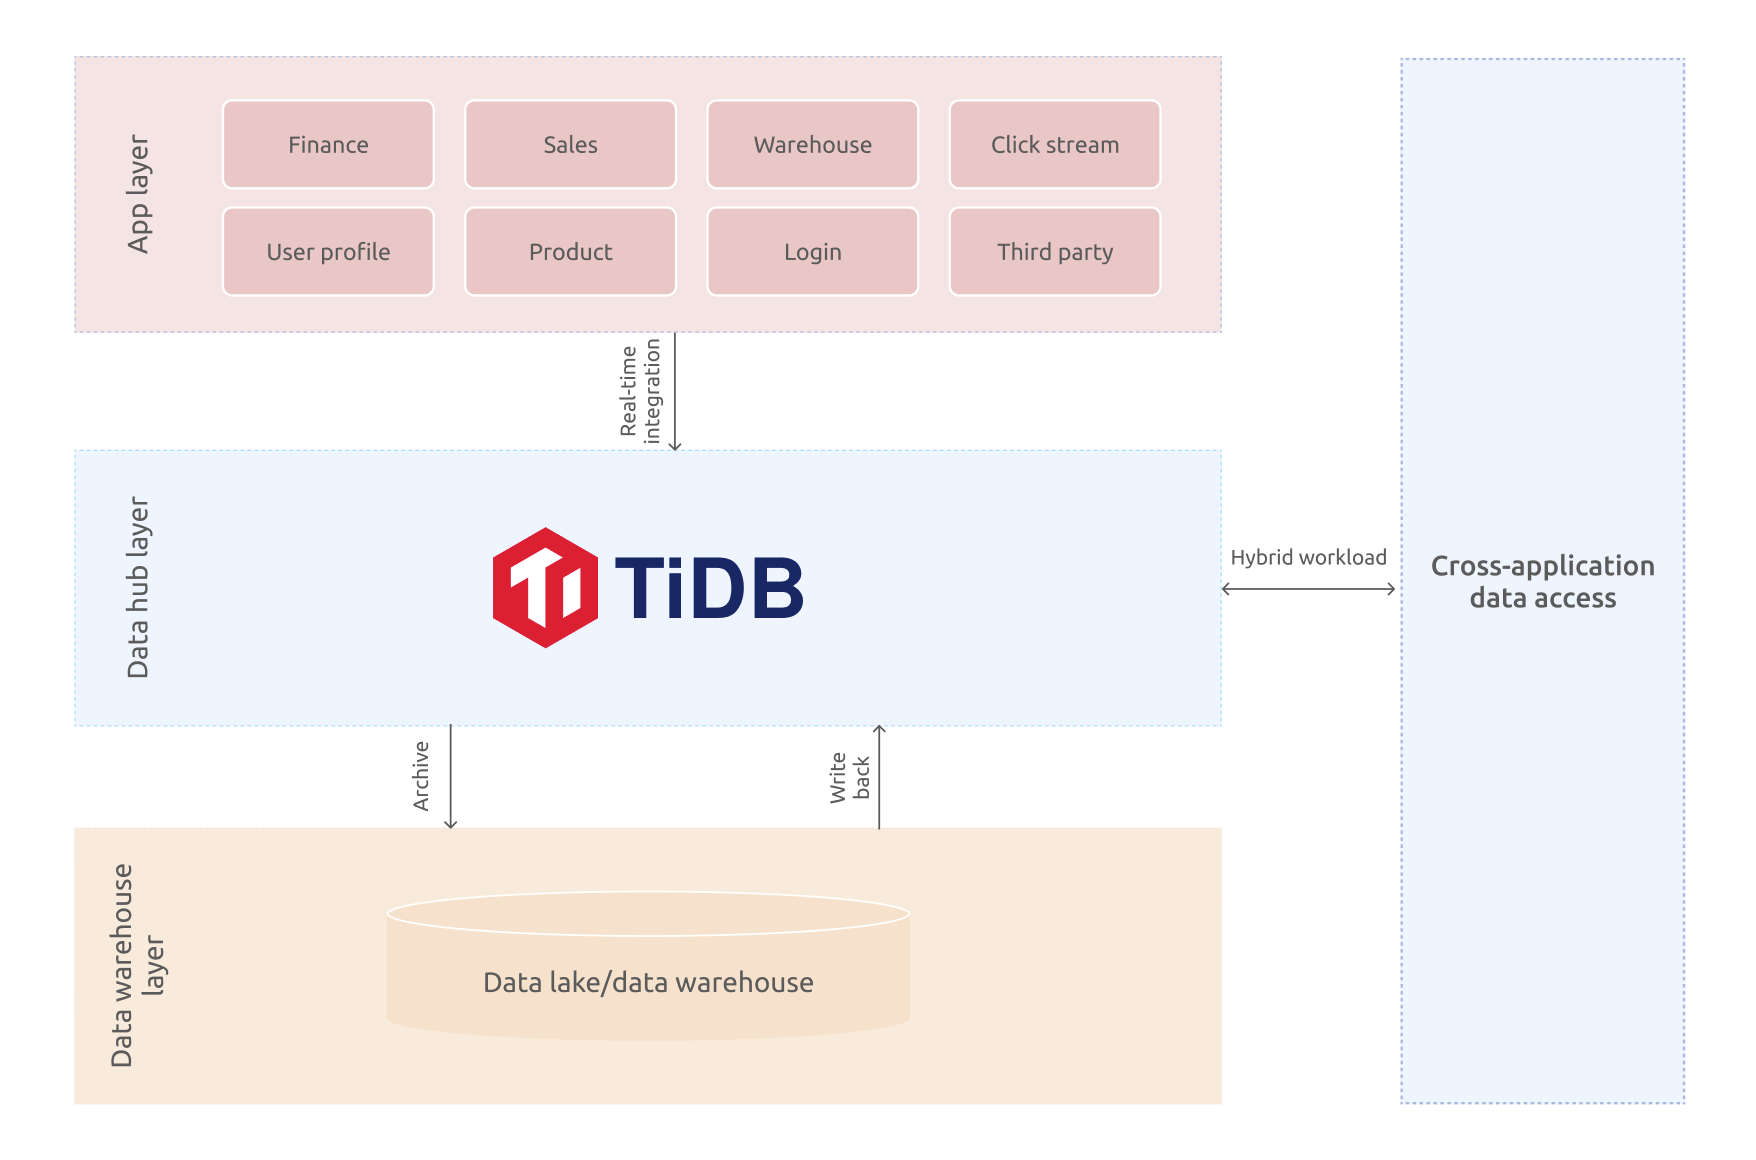 App layer
Finance
Sales
Warehouse
Click stream
User profile
Product
Login
Third party
Real-time
integration
Data hub layer
TiDB
Hybrid workload
Cross-application
data access
Archive
Write
back
Data warehouse
layer
Data lake/data warehouse